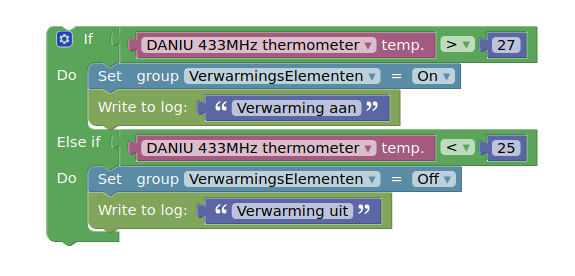 If DANIU 433MHz thermometer ▾ temp. > ▾ 27
Do Set group VerwarmingsElementen ▾ = On ▾
Write to log: “ Verwarming aan ”
Else if DANIU 433MHz thermometer ▾ temp. < ▾ 25
Do Set group VerwarmingsElementen ▾ = Off ▾
Write to log: “ Verwarming uit ”